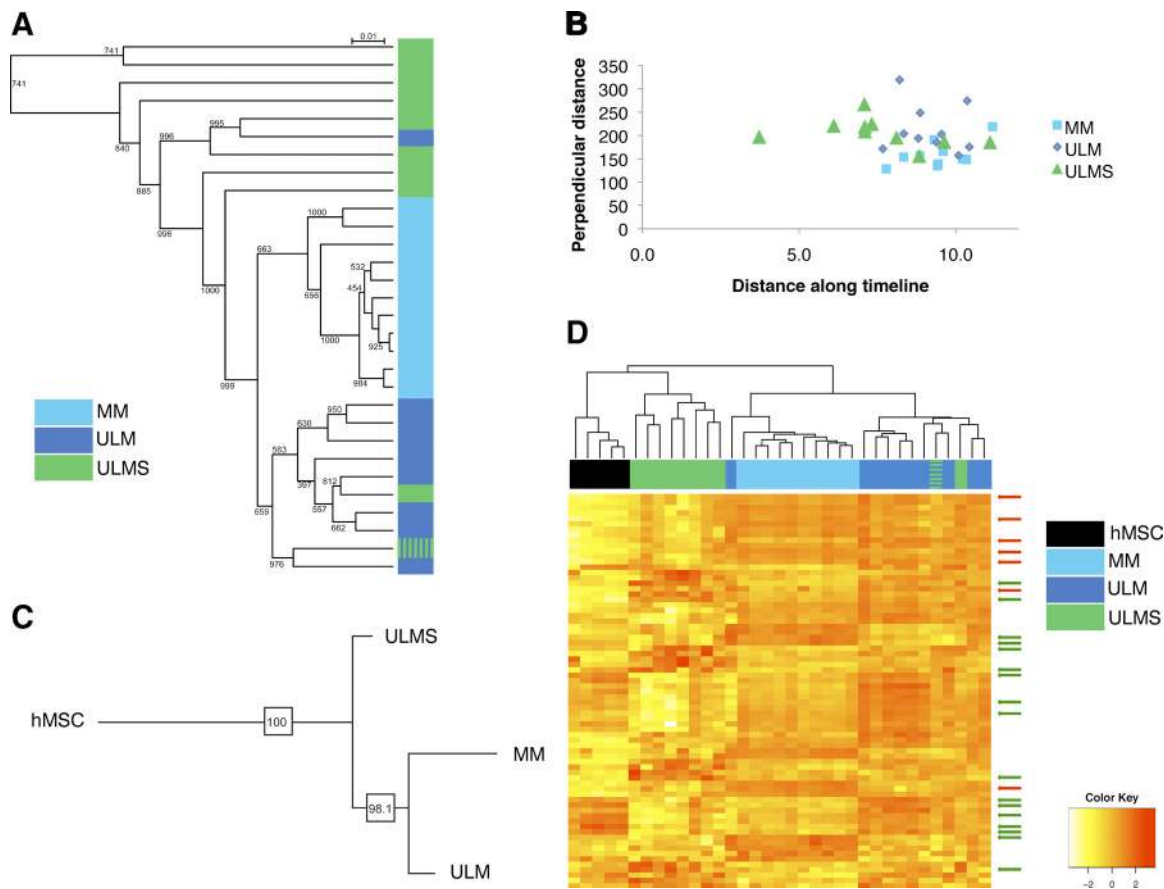 A
0.01
741
741
995
996
840
885
996
1000
663
532
454
656
1000
1000
925
984
999
950
638
563
812
397
557
659
662
976
MM
ULM
ULMS
B
350
300
250
200
150
100
50
0
0.0
5.0
10.0
Perpendicular distance
Distance along timeline
MM
ULM
ULMS
C
ULMS
hMSC
100
MM
98.1
ULM
D
hMSC
MM
ULM
ULMS
Color Key
−2
0
2